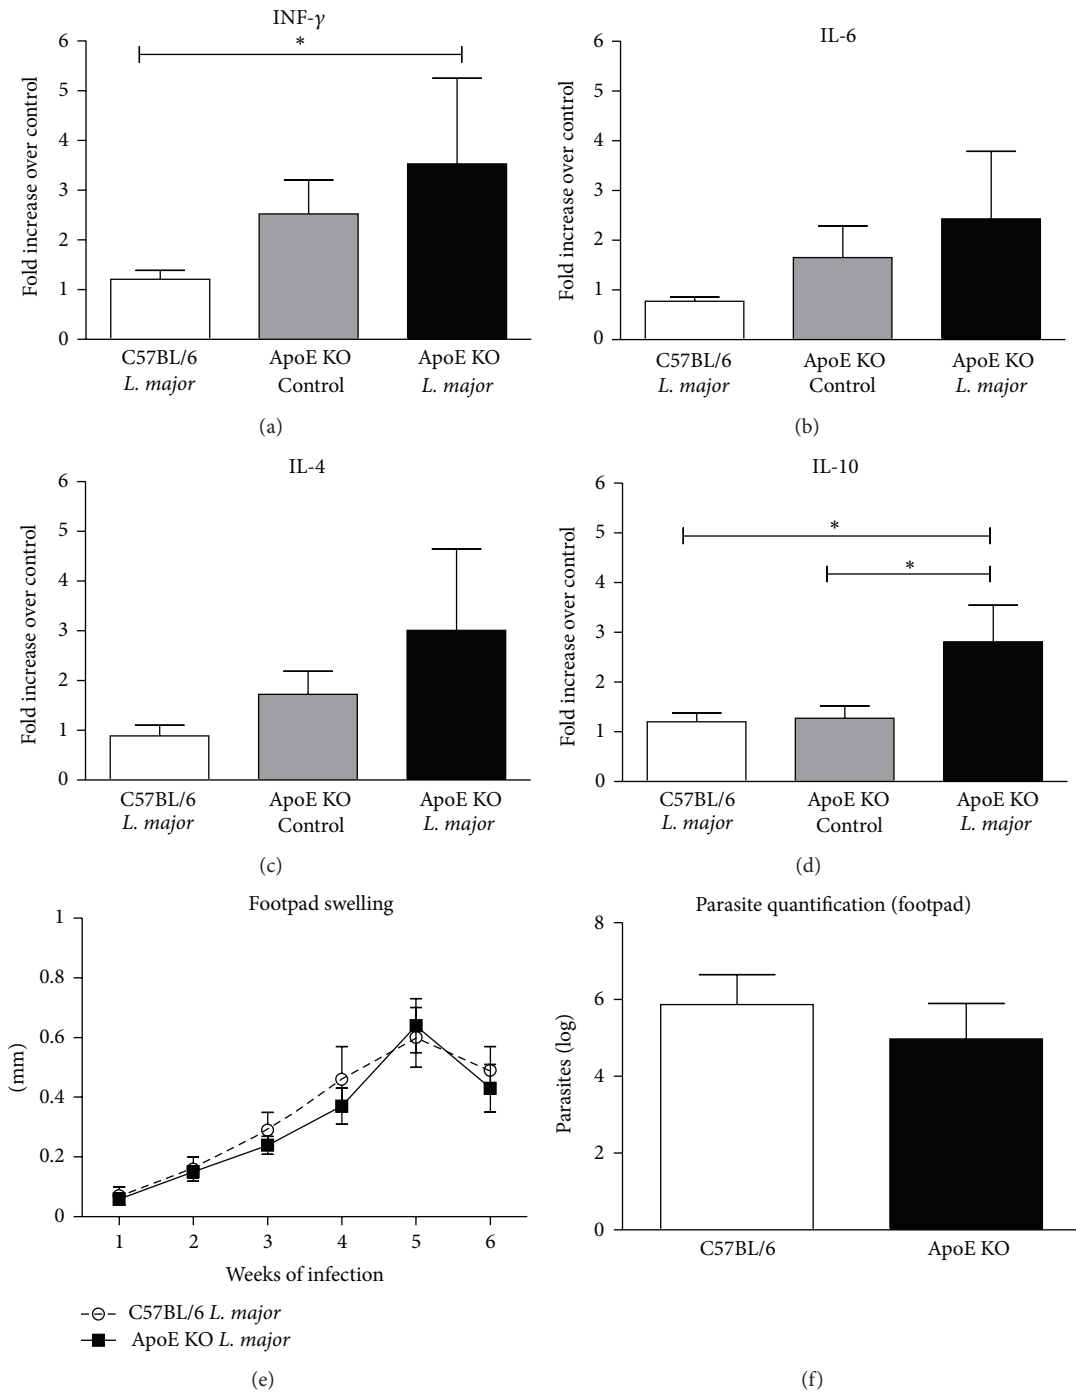 INF-γ
6
5
4
3
2
1
0
Fold increase over control
*
C57BL/6
L. major
ApoE KO
Control
ApoE KO
L. major
(a)
IL-6
6
5
4
3
2
1
0
Fold increase over control
C57BL/6
L. major
ApoE KO
Control
ApoE KO
L. major
(b)
IL-4
6
5
4
3
2
1
0
Fold increase over control
C57BL/6
L. major
ApoE KO
Control
ApoE KO
L. major
(c)
IL-10
6
5
4
3
2
1
0
Fold increase over control
*
*
C57BL/6
L. major
ApoE KO
Control
ApoE KO
L. major
(d)
Footpad swelling
1
0.8
0.6
0.4
0.2
0
(mm)
1 2 3 4 5 6
Weeks of infection
C57BL/6 L. major
ApoE KO L. major
(e)
Parasite quantification (footpad)
8
6
4
2
0
Parasites (log)
C57BL/6
ApoE KO
(f)